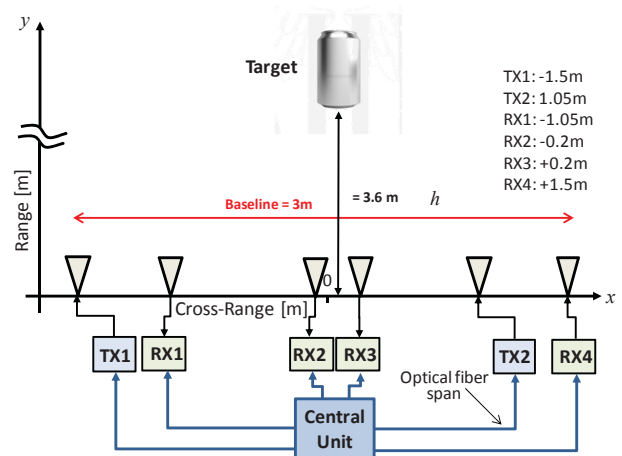 y
Target
TX1: -1.5m
TX2: 1.05m
RX1: -1.05m
RX2: -0.2m
RX3: +0.2m
RX4: +1.5m
Range [m]
Baseline = 3m
= 3.6 m
h
0
Cross-Range [m]
x
TX1
RX1
RX2
RX3
TX2
RX4
Optical fiber
span
Central
Unit